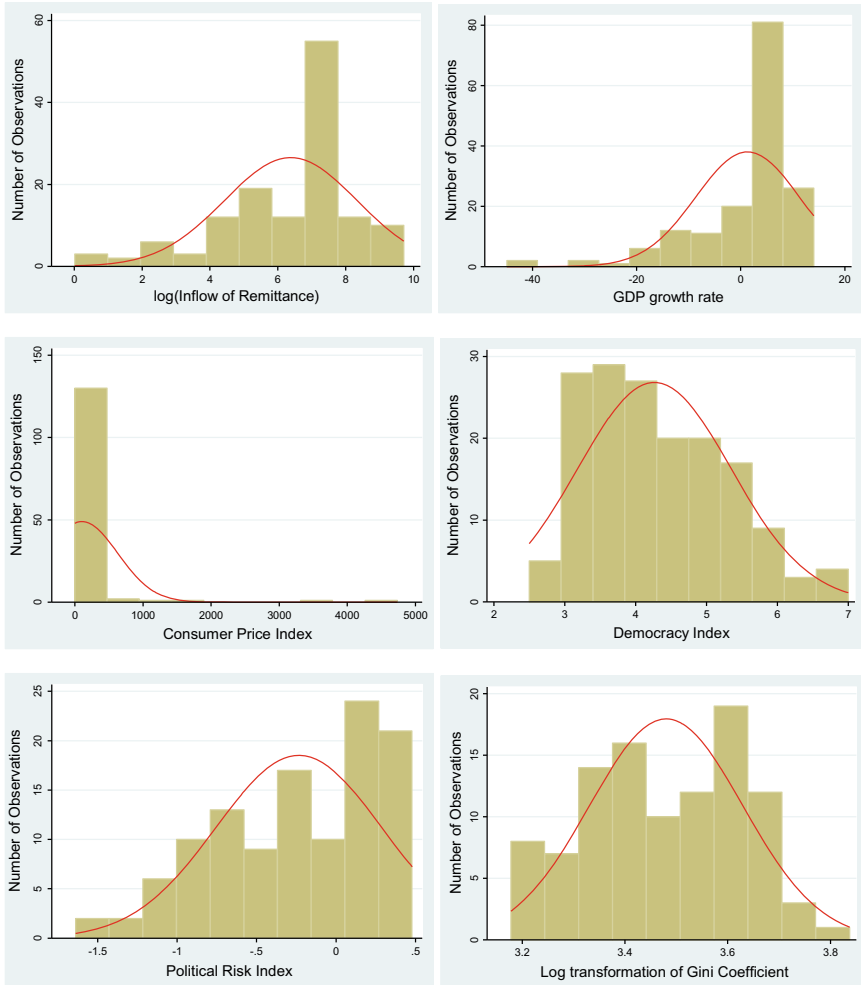 Number of Observations
60
40
20
0
0 2 4 6 8 10
log(Inflow of Remittance)
Number of Observations
80
60
40
20
0
-40 -20 0 20
GDP growth rate
Number of Observations
150
100
50
0
0 1000 2000 3000 4000 5000
Consumer Price Index
Number of Observations
30
20
10
0
2 3 4 5 6 7
Democracy Index
Number of Observations
25
20
15
10
5
0
-1.5 -1 -.5 0 .5
Political Risk Index
Number of Observations
20
15
10
5
0
3.2 3.4 3.6 3.8
Log transformation of Gini Coefficient